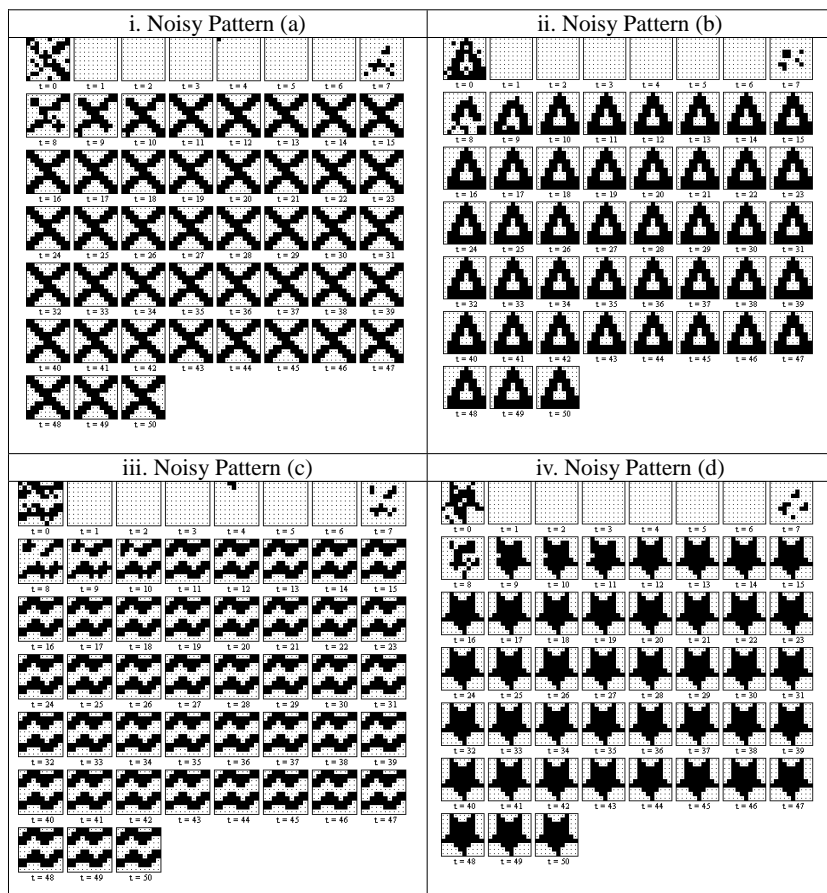 i. Noisy Pattern (a)
t = 0 t = 1 t = 2 t = 3 t = 4 t = 5 t = 6 t = 7
t = 8 t = 9 t = 10 t = 11 t = 12 t = 13 t = 14 t = 15
t = 16 t = 17 t = 18 t = 19 t = 20 t = 21 t = 22 t = 23
t = 24 t = 25 t = 26 t = 27 t = 28 t = 29 t = 30 t = 31
t = 32 t = 33 t = 34 t = 35 t = 36 t = 37 t = 38 t = 39
t = 40 t = 41 t = 42 t = 43 t = 44 t = 45 t = 46 t = 47
t = 48 t = 49 t = 50
ii. Noisy Pattern (b)
t = 0 t = 1 t = 2 t = 3 t = 4 t = 5 t = 6 t = 7
t = 8 t = 9 t = 10 t = 11 t = 12 t = 13 t = 14 t = 15
t = 16 t = 17 t = 18 t = 19 t = 20 t = 21 t = 22 t = 23
t = 24 t = 25 t = 26 t = 27 t = 28 t = 29 t = 30 t = 31
t = 32 t = 33 t = 34 t = 35 t = 36 t = 37 t = 38 t = 39
t = 40 t = 41 t = 42 t = 43 t = 44 t = 45 t = 46 t = 47
t = 48 t = 49 t = 50
iii. Noisy Pattern (c)
t = 0 t = 1 t = 2 t = 3 t = 4 t = 5 t = 6 t = 7
t = 8 t = 9 t = 10 t = 11 t = 12 t = 13 t = 14 t = 15
t = 16 t = 17 t = 18 t = 19 t = 20 t = 21 t = 22 t = 23
t = 24 t = 25 t = 26 t = 27 t = 28 t = 29 t = 30 t = 31
t = 32 t = 33 t = 34 t = 35 t = 36 t = 37 t = 38 t = 39
t = 40 t = 41 t = 42 t = 43 t = 44 t = 45 t = 46 t = 47
t = 48 t = 49 t = 50
iv. Noisy Pattern (d)
t = 0 t = 1 t = 2 t = 3 t = 4 t = 5 t = 6 t = 7
t = 8 t = 9 t = 10 t = 11 t = 12 t = 13 t = 14 t = 15
t = 16 t = 17 t = 18 t = 19 t = 20 t = 21 t = 22 t = 23
t = 24 t = 25 t = 26 t = 27 t = 28 t = 29 t = 30 t = 31
t = 32 t = 33 t = 34 t = 35 t = 36 t = 37 t = 38 t = 39
t = 40 t = 41 t = 42 t = 43 t = 44 t = 45 t = 46 t = 47
t = 48 t = 49 t = 50